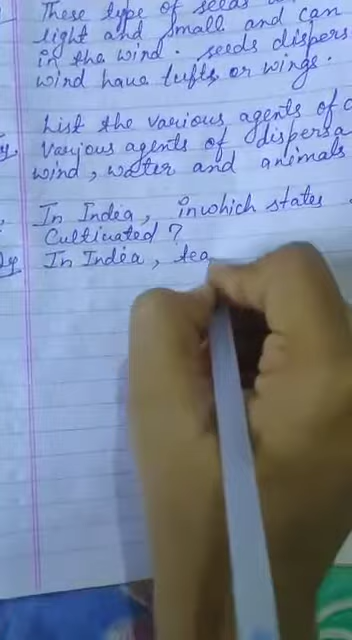 These type of seeds
light and small and can
in the wind. seeds dispers
wind have tufts or wings.
List the various agents of d
Various agents of dispersa
wind, water and animals
In India, in which states
Cultivated ?
In India, tea